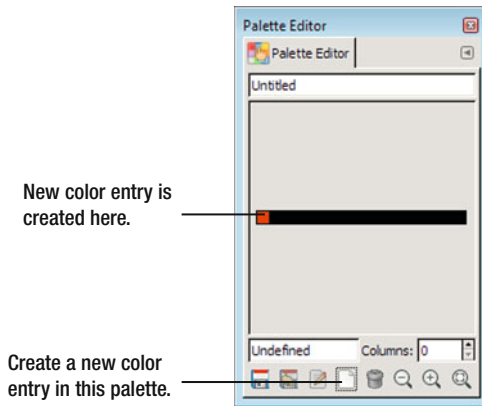 Palette Editor
Palette Editor
Untitled
New color entry is
created here.
Undefined
Columns: 0
Create a new color
entry in this palette.